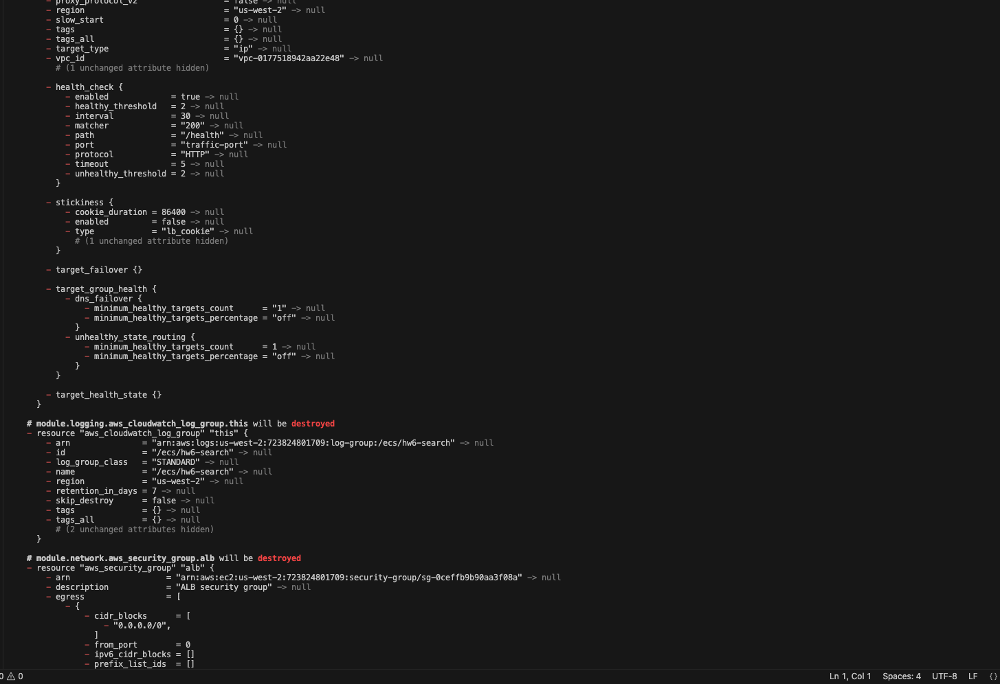 - proxy_protocol_v2 = false -> null
- region = "us-west-2" -> null
- slow_start = 0 -> null
- tags = {} -> null
- tags_all = {} -> null
- target_type = "ip" -> null
- vpc_id = "vpc-0177518942aa22e48" -> null
# (1 unchanged attribute hidden)
- health_check {
- enabled = true -> null
- healthy_threshold = 2 -> null
- interval = 30 -> null
- matcher = "200" -> null
- path = "/health" -> null
- port = "traffic-port" -> null
- protocol = "HTTP" -> null
- timeout = 5 -> null
- unhealthy_threshold = 2 -> null
}
- stickiness {
- cookie_duration = 86400 -> null
- enabled = false -> null
- type = "lb_cookie" -> null
# (1 unchanged attribute hidden)
}
- target_failover {}
- target_group_health {
- dns_failover {
- minimum_healthy_targets_count = "1" -> null
- minimum_healthy_targets_percentage = "off" -> null
}
- unhealthy_state_routing {
- minimum_healthy_targets_count = 1 -> null
- minimum_healthy_targets_percentage = "off" -> null
}
}
- target_health_state {}
}
# module.logging.aws_cloudwatch_log_group.this will be destroyed
- resource "aws_cloudwatch_log_group" "this" {
- arn = "arn:aws:logs:us-west-2:723824801709:log-group:/ecs/hw6-search" -> null
- id = "/ecs/hw6-search" -> null
- log_group_class = "STANDARD" -> null
- name = "/ecs/hw6-search" -> null
- region = "us-west-2" -> null
- retention_in_days = 7 -> null
- skip_destroy = false -> null
- tags = {} -> null
- tags_all = {} -> null
# (2 unchanged attributes hidden)
}
# module.network.aws_security_group.alb will be destroyed
- resource "aws_security_group" "alb" {
- arn = "arn:aws:ec2:us-west-2:723824801709:security-group/sg-0ceffb9b90aa3f08a" -> null
- description = "ALB security group" -> null
- egress = [
- {
- cidr_blocks = [
- "0.0.0.0/0",
]
- from_port = 0
- ipv6_cidr_blocks = []
- prefix_list_ids = []
0 ⚠ 0 Ln 1, Col 1 Spaces: 4 UTF-8 LF {}